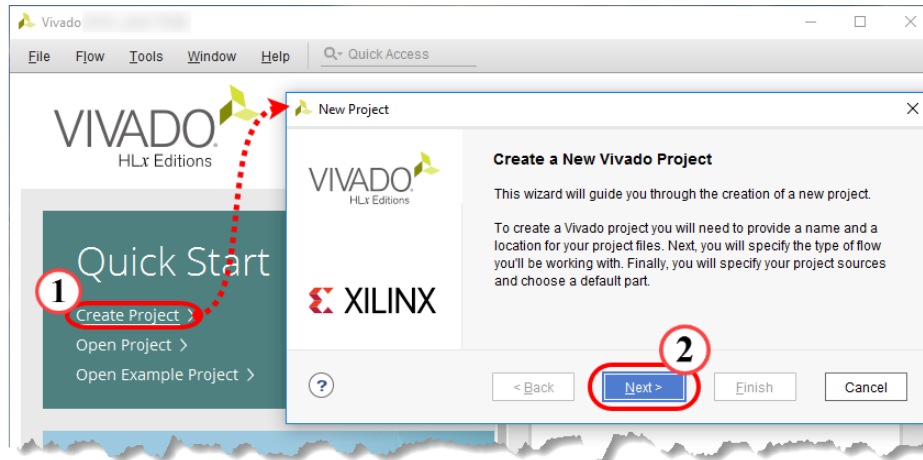 Vivado
File Flow Tools Window Help Quick Access
VIVADO.
HLx Editions
Quick Start
1
Create Project >
Open Project >
Open Example Project >
New Project
VIVADO.
HLx Editions
XILINX
Create a New Vivado Project
This wizard will guide you through the creation of a new project.
To create a Vivado project you will need to provide a name and a
location for your project files. Next, you will specify the type of flow
you'll be working with. Finally, you will specify your project sources
and choose a default part.
2
?
< Back Next > Finish Cancel